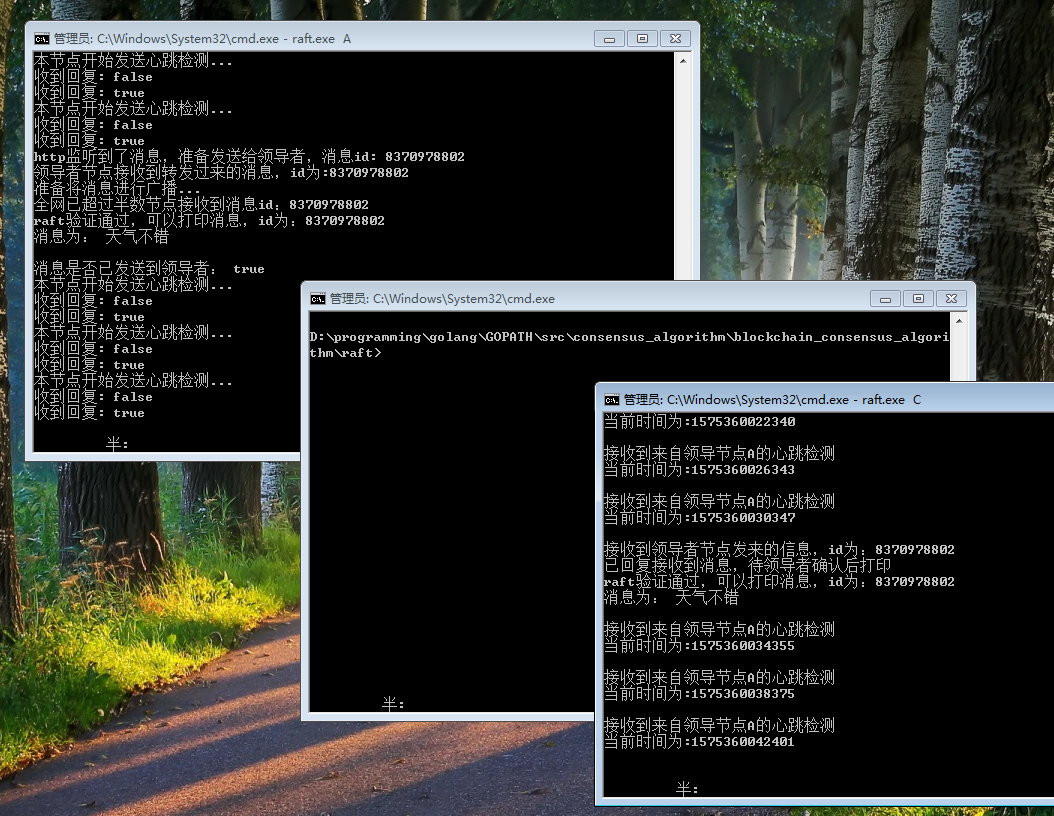 管理员: C:\Windows\System32\cmd.exe - raft.exe  A
本节点开始发送心跳检测...
收到回复: false
收到回复: true
本节点开始发送心跳检测...
收到回复: false
收到回复: true
http监听到了消息，准备发送给领导者，消息id: 8370978802
领导者节点接收到转发过来的消息，id为:8370978802
准备将消息进行广播...
全网已超过半数节点接收到消息id：8370978802
raft验证通过，可以打印消息，id为：8370978802
消息为： 天气不错
消息是否已发送到领导者： true
本节点开始发送心跳检测...
收到回复: false
收到回复: true
本节点开始发送心跳检测...
收到回复: false
收到回复: true
本节点开始发送心跳检测...
收到回复: false
收到回复: true
半:
管理员: C:\Windows\System32\cmd.exe
D:\programming\golang\GOPATH\src\consensus_algorithm\blockchain_consensus_algori
thm\raft>
半:
管理员: C:\Windows\System32\cmd.exe - raft.exe  C
当前时间为:1575360022340
接收到来自领导节点A的心跳检测
当前时间为:1575360026343
接收到来自领导节点A的心跳检测
当前时间为:1575360030347
接收到领导者节点发来的信息，id为：8370978802
已回复接收到消息，待领导者确认后打印
raft验证通过，可以打印消息，id为：8370978802
消息为： 天气不错
接收到来自领导节点A的心跳检测
当前时间为:1575360034355
接收到来自领导节点A的心跳检测
当前时间为:1575360038375
接收到来自领导节点A的心跳检测
当前时间为:1575360042401
半: